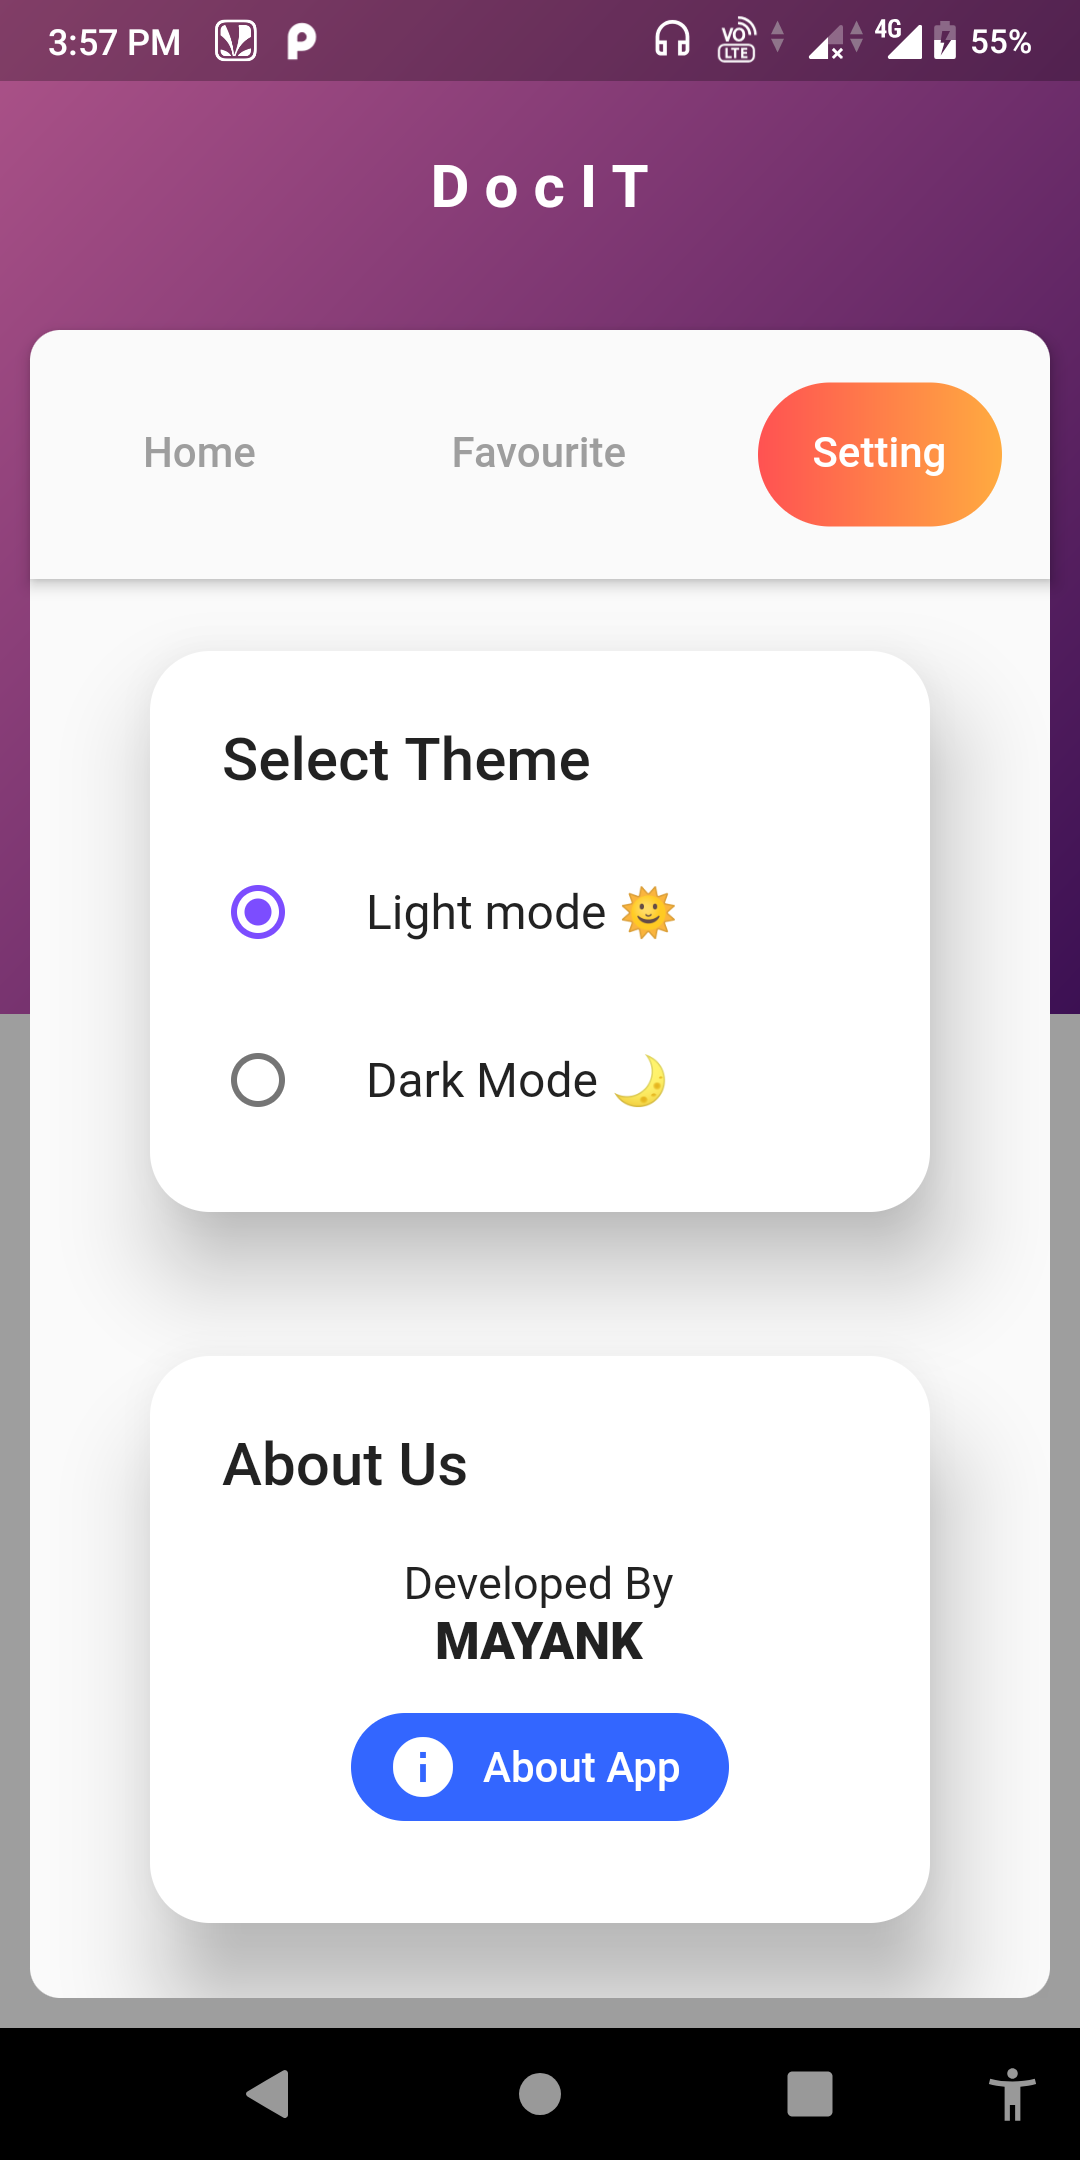 3:57 PM VO LTE 4G 55%
DocIT
Home Favourite Setting
Select Theme
Light mode 🌞
Dark Mode 🌛
About Us
Developed By
MAYANK
About App